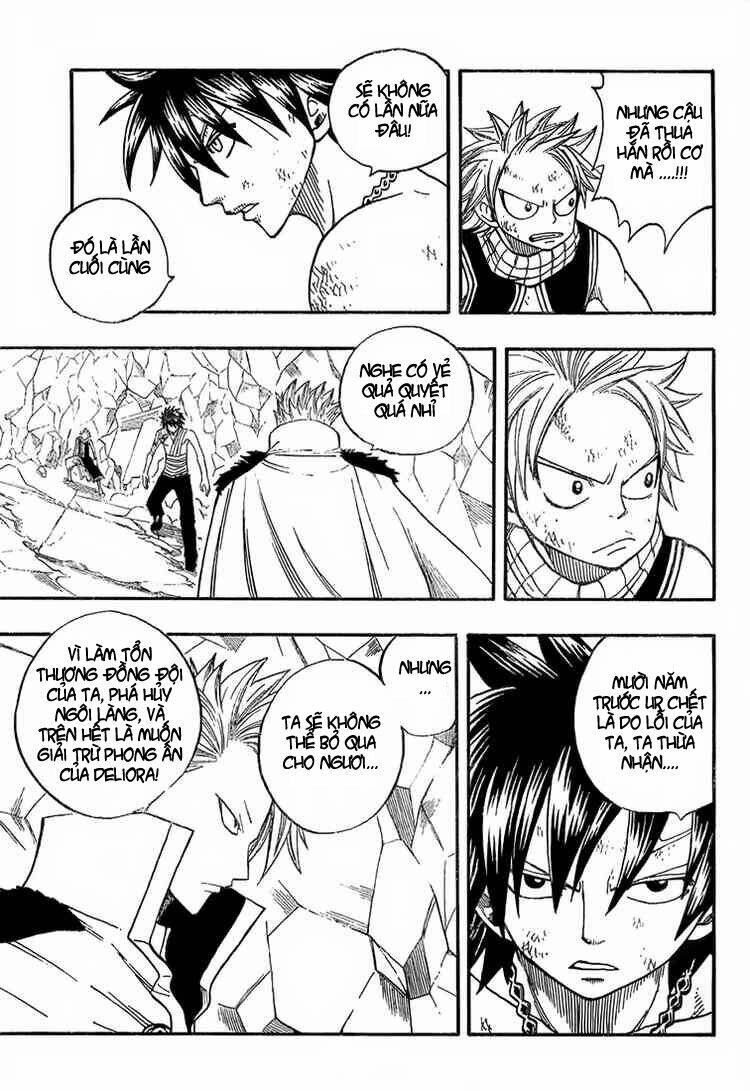 NHƯNG CẬU
ĐÃ THUA
HẮN RỒI CƠ
MÀ ....!!!
SẼ KHÔNG
CÓ LẦN NỮA
ĐÂU!
ĐÓ LÀ LẦN
CUỐI CÙNG
NGHE CÓ VẺ
QUẢ QUYẾT
QUÁ NHỈ
MƯỜI NĂM
TRƯỚC UR CHẾT
LÀ DO LỖI CỦA
TA, TA THỪA
NHẬN....
NHƯNG
...
TA SẼ KHÔNG
THỂ BỎ QUA
CHO NGƯƠI...
VÌ LÀM TỔN
THƯƠNG ĐỒNG ĐỘI
CỦA TA, PHÁ HỦY
NGÔI LÀNG, VÀ
TRÊN HẾT LÀ MUỐN
GIẢI TRỪ PHONG ẤN
CỦA DELIORA!